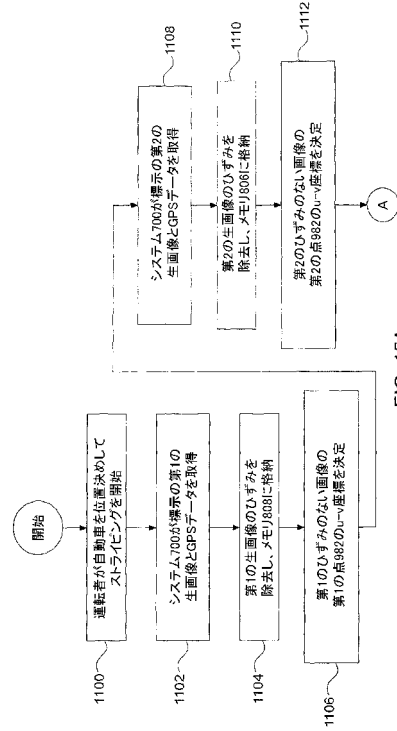 開始
1100
運転者が自動車を位置決めして
ストライピングを開始
1102
システム700が標示の第1の
生画像とGPSデータを取得
1104
第1の生画像のひずみを
除去し、メモリ808に格納
1106
第1のひずみのない画像の
第1の点982のu-v座標を決定
1108
システム700が標示の第2の
生画像とGPSデータを取得
1110
第2の生画像のひずみを
除去し、メモリ806に格納
1112
第2のひずみのない画像の
第2の点982のu-v座標を決定
A
FIG. 15A